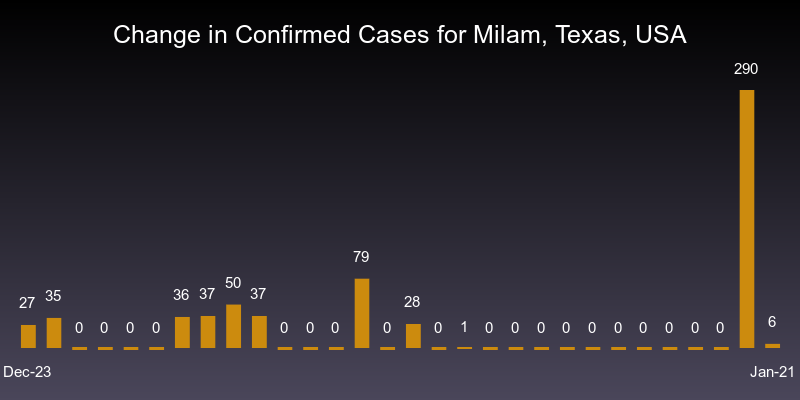 Change in Confirmed Cases for Milam, Texas, USA
290
79
50
36 37 37
27 35 28
0 0 0 0 0 0 0 0 0 1 0 0 0 0 0 0 0 0 0 0 6
Dec-23 Jan-21